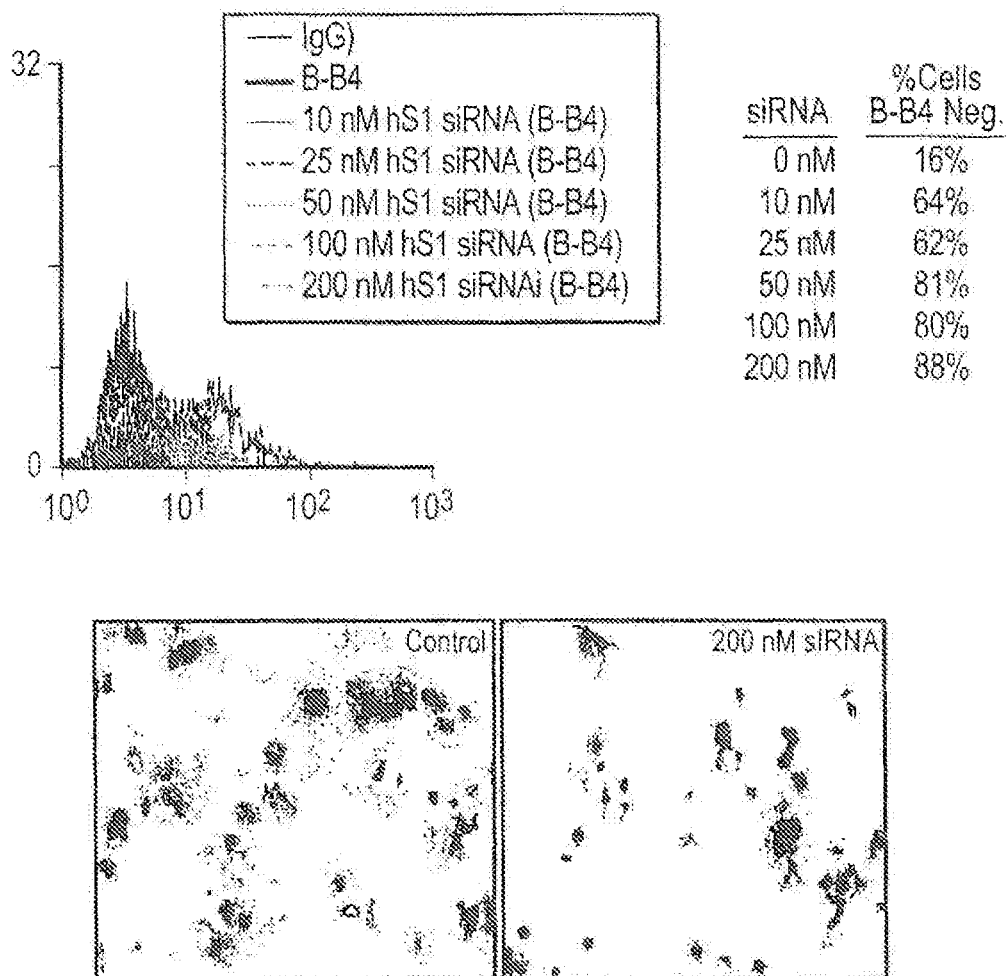 32
0
10⁰ 10¹ 10² 10³
IgG)
B-B4
10 nM hS1 siRNA (B-B4)
25 nM hS1 siRNA (B-B4)
50 nM hS1 siRNA (B-B4)
100 nM hS1 siRNA (B-B4)
200 nM hS1 siRNAi (B-B4)
%Cells
siRNA B-B4 Neg.
0 nM 16%
10 nM 64%
25 nM 62%
50 nM 81%
100 nM 80%
200 nM 88%
Control
200 nM siRNA